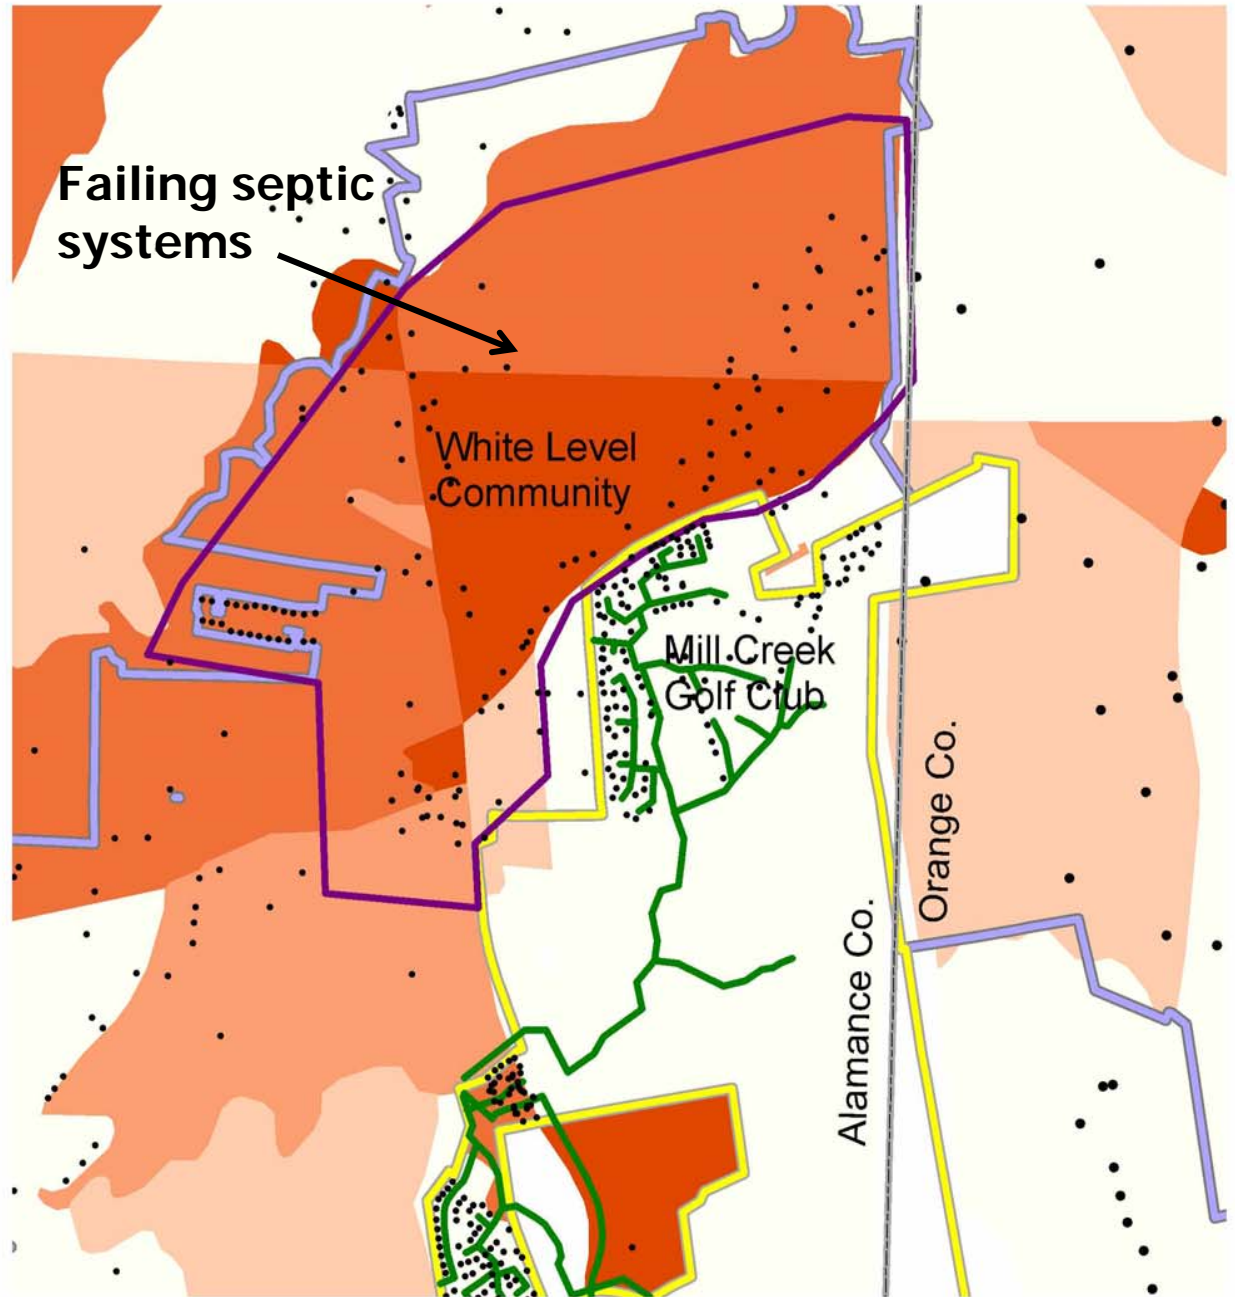 Failing septic
systems
White Level
Community
Mill Creek
Golf Club
Orange Co.
Alamance Co.